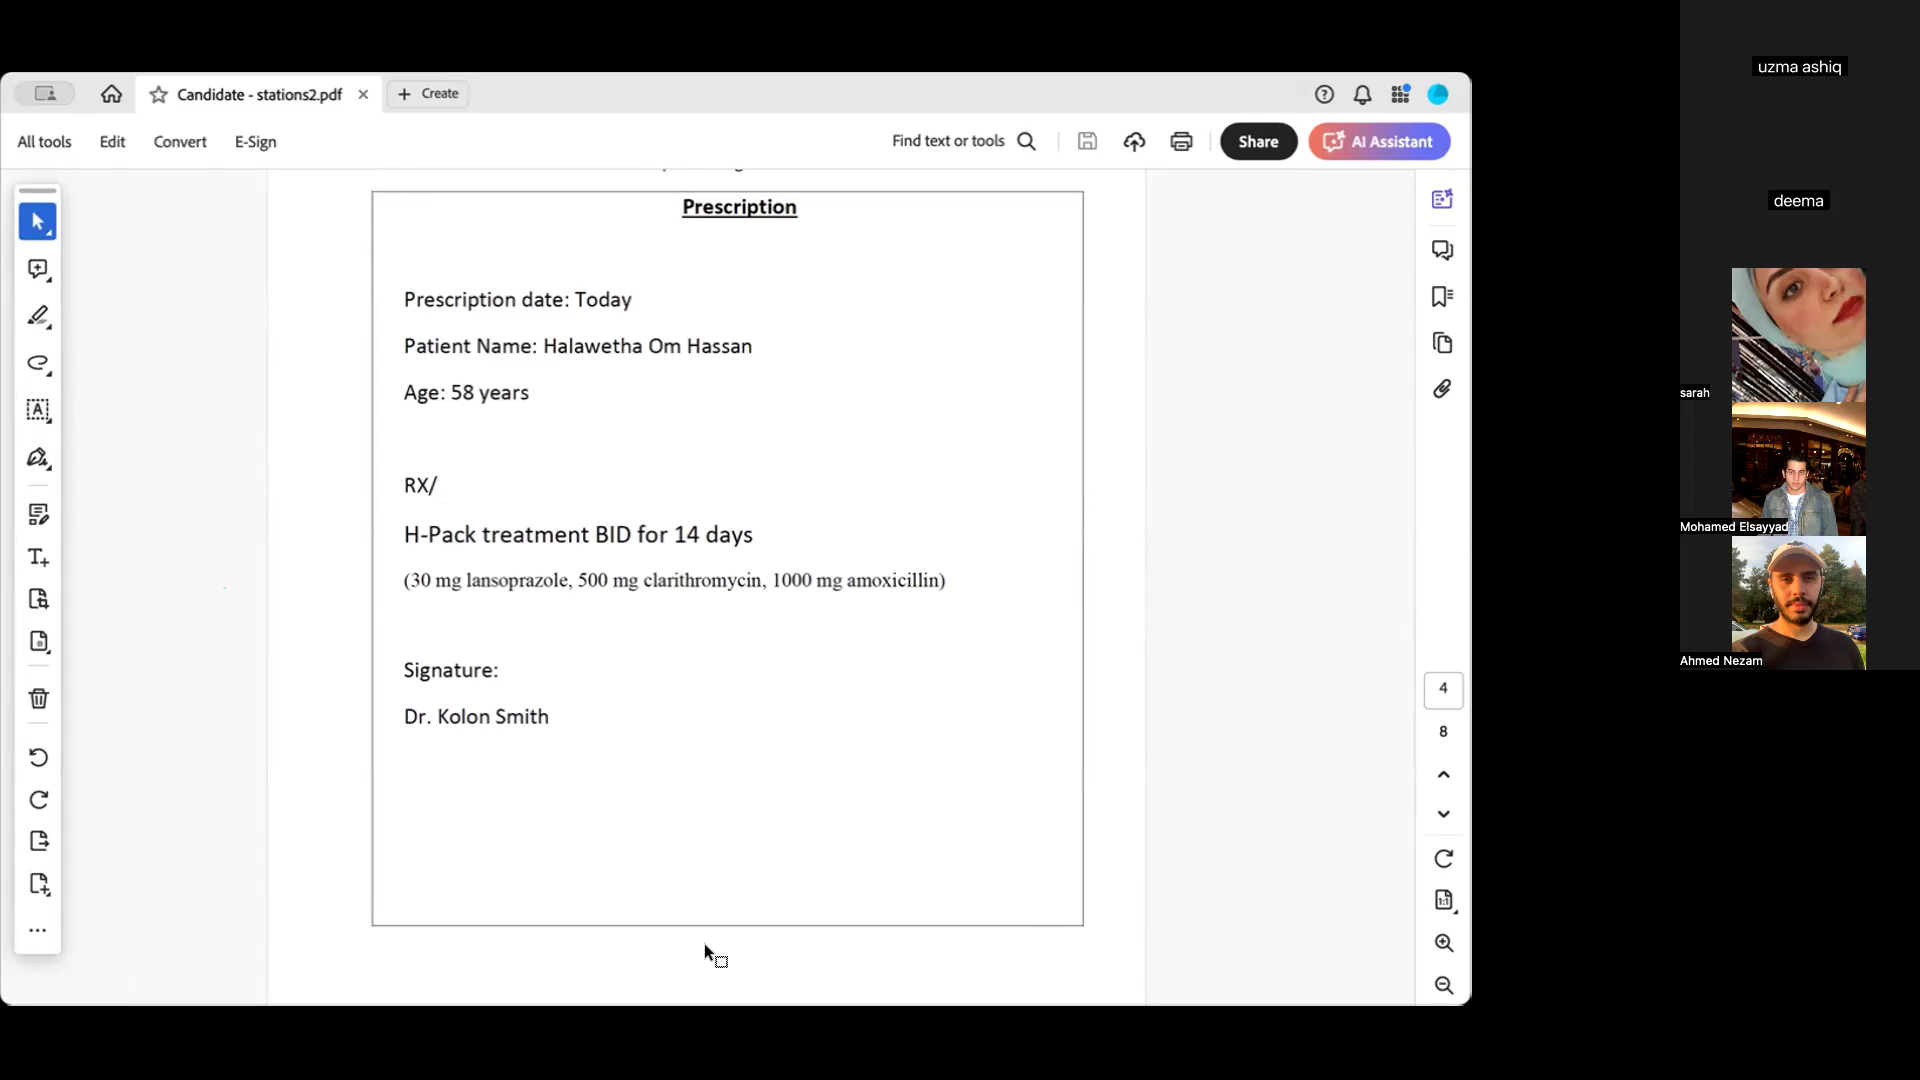 Candidate - stations2.pdf
Create
All tools
Edit
Convert
E-Sign
Find text or tools
Share
AI Assistant
Prescription
Prescription date: Today
Patient Name: Halawetha Om Hassan
Age: 58 years
RX/
H-Pack treatment BID for 14 days
(30 mg lansoprazole, 500 mg clarithromycin, 1000 mg amoxicillin)
Signature:
Dr. Kolon Smith
4
8
uzma ashiq
deema
sarah
Mohamed Elsayyad
Ahmed Nezam